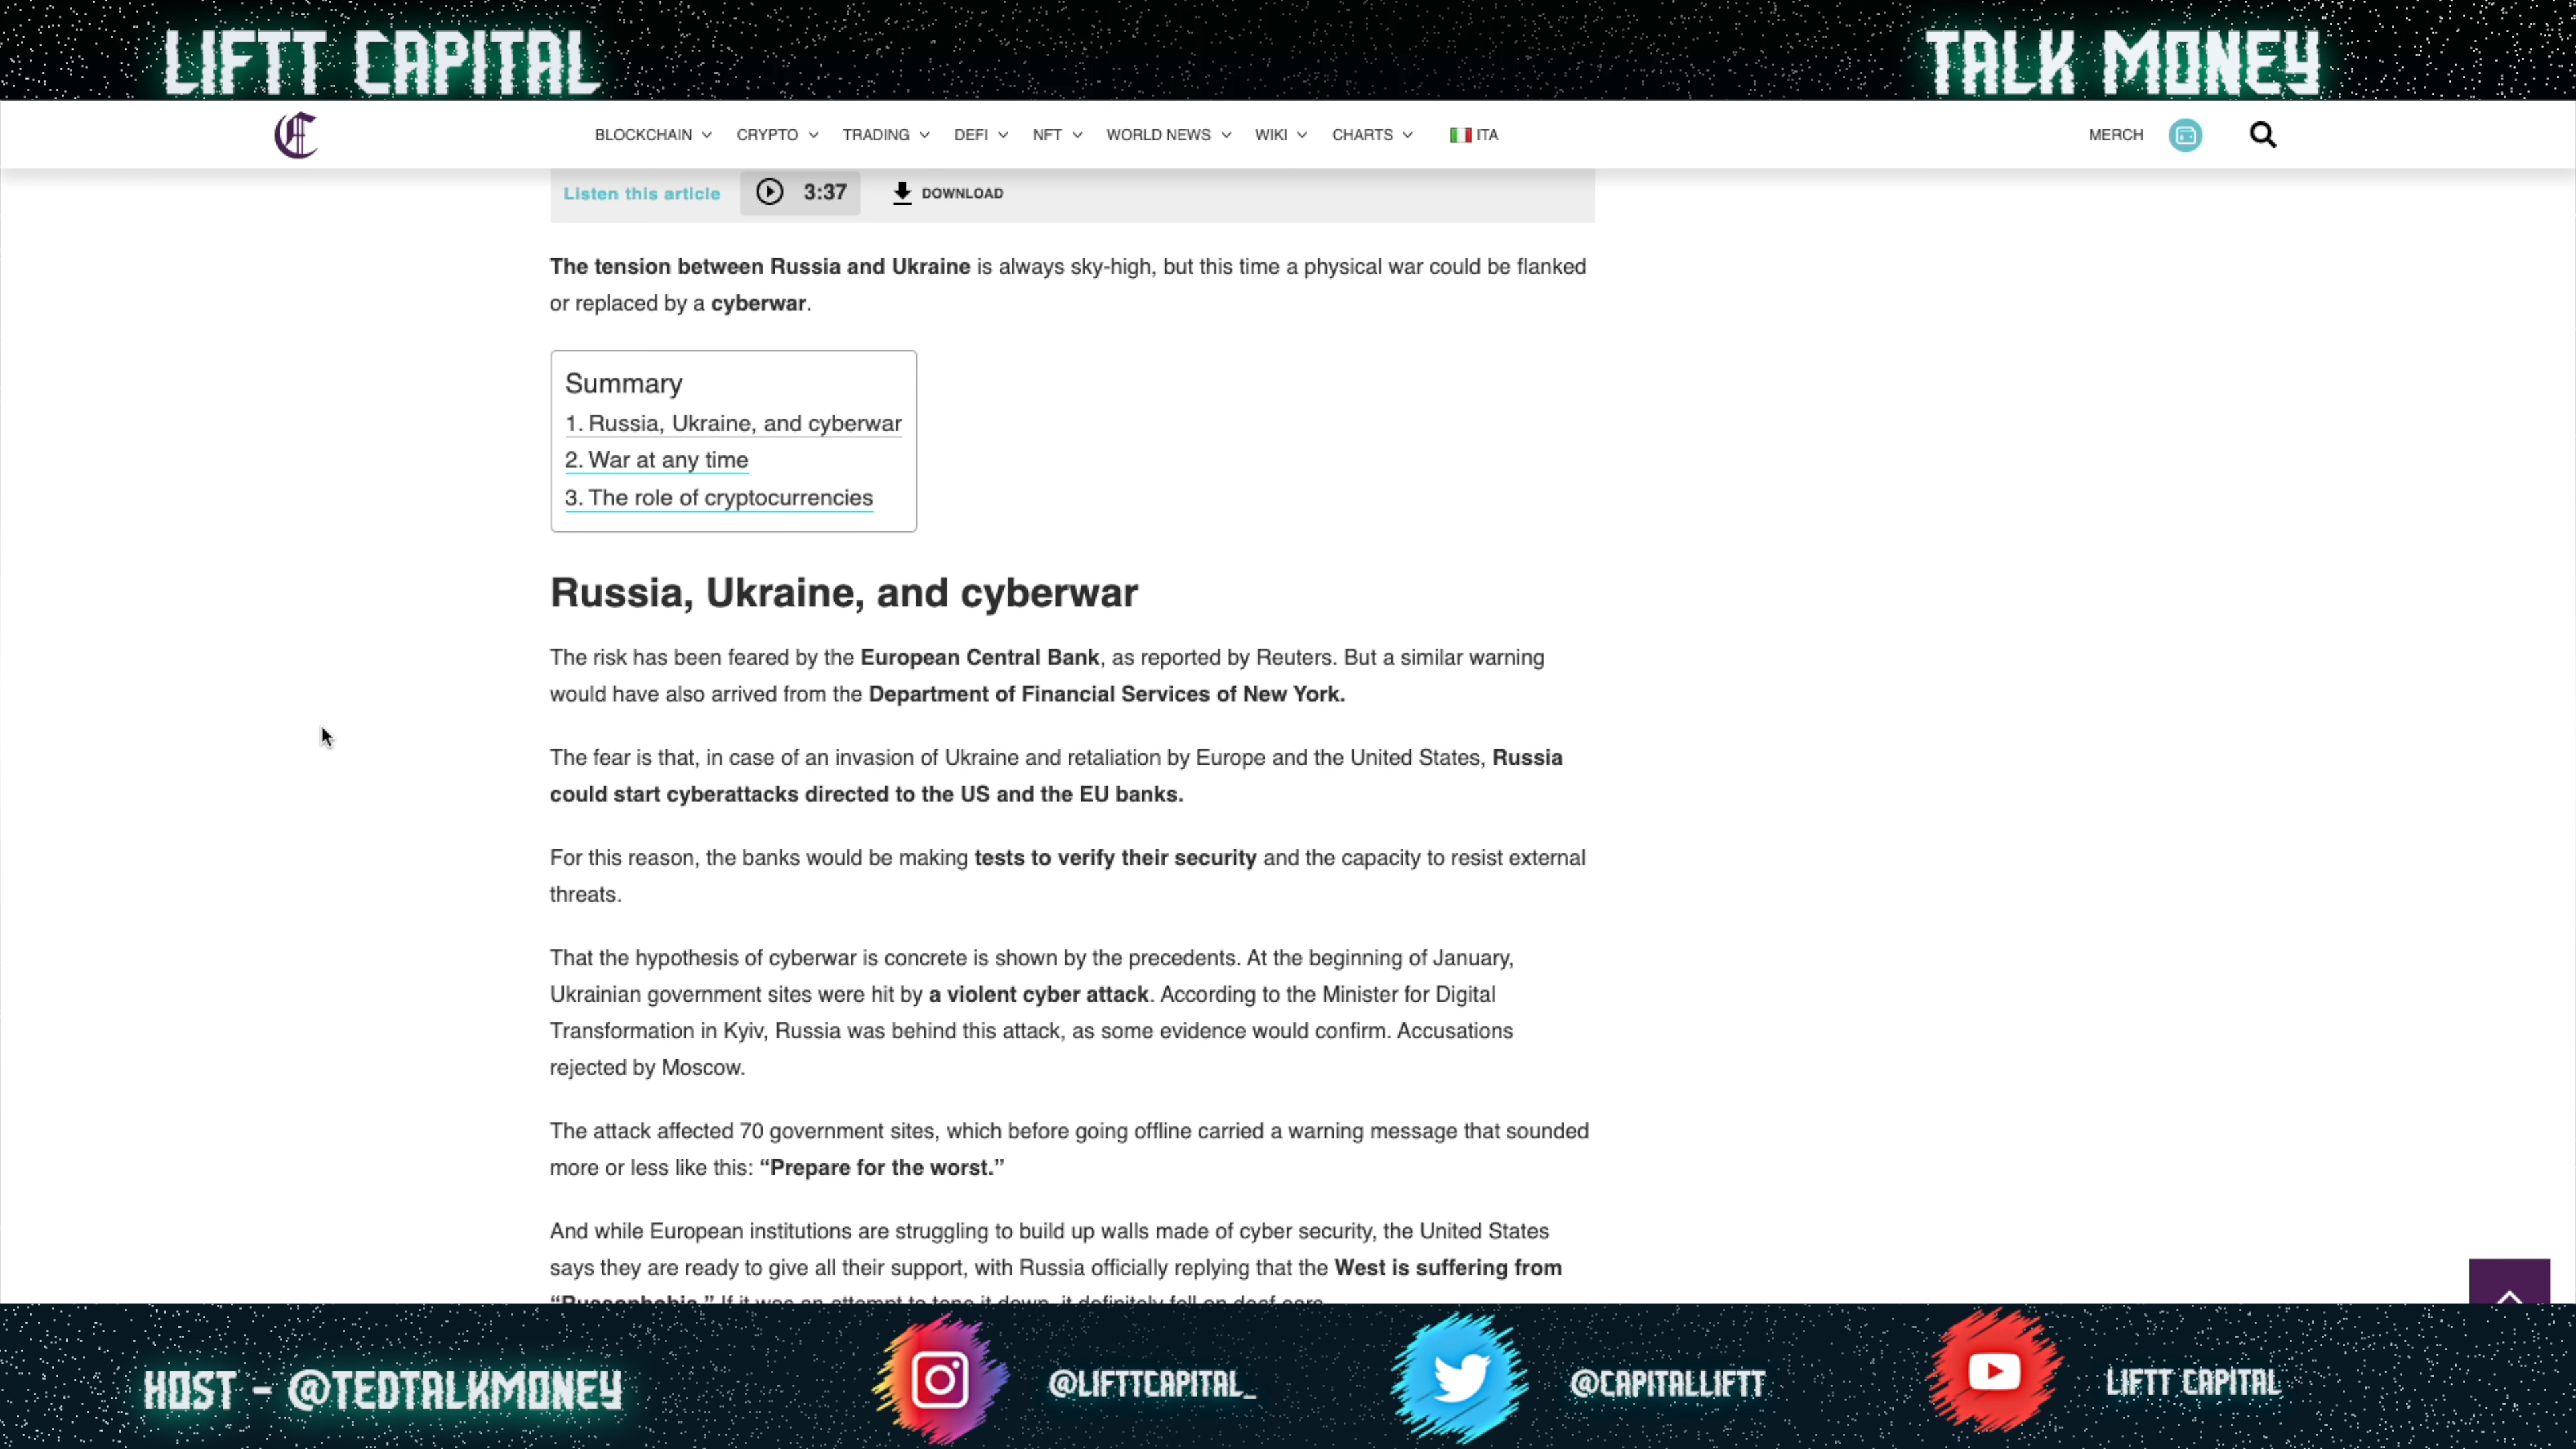 LIFTT CAPITAL
TALK MONEY
BLOCKCHAIN CRYPTO TRADING DEFI NFT WORLD NEWS WIKI CHARTS ITA MERCH
Listen this article 3:37 DOWNLOAD
The tension between Russia and Ukraine is always sky-high, but this time a physical war could be flanked
or replaced by a cyberwar.
Summary
1. Russia, Ukraine, and cyberwar
2. War at any time
3. The role of cryptocurrencies
Russia, Ukraine, and cyberwar
The risk has been feared by the European Central Bank, as reported by Reuters. But a similar warning
would have also arrived from the Department of Financial Services of New York.
The fear is that, in case of an invasion of Ukraine and retaliation by Europe and the United States, Russia
could start cyberattacks directed to the US and the EU banks.
For this reason, the banks would be making tests to verify their security and the capacity to resist external
threats.
That the hypothesis of cyberwar is concrete is shown by the precedents. At the beginning of January,
Ukrainian government sites were hit by a violent cyber attack. According to the Minister for Digital
Transformation in Kyiv, Russia was behind this attack, as some evidence would confirm. Accusations
rejected by Moscow.
The attack affected 70 government sites, which before going offline carried a warning message that sounded
more or less like this: “Prepare for the worst.”
And while European institutions are struggling to build up walls made of cyber security, the United States
says they are ready to give all their support, with Russia officially replying that the West is suffering from
“Russophobia.” If it was an attempt to tone it down, it definitely fell on deaf ears.
HOST - @TEDTALKMONEY
@LIFTTCAPITAL_
@CAPITALLIFTT
LIFTT CAPITAL